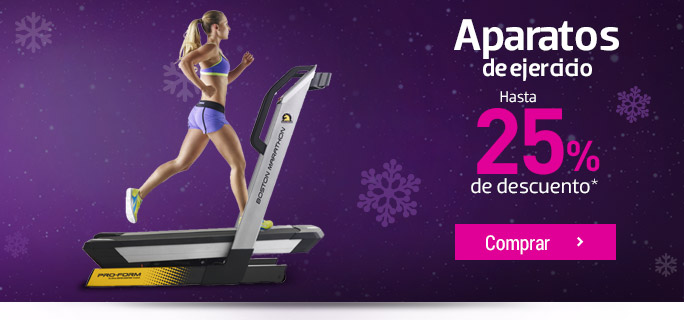 Aparatos
de ejercicio
Hasta
25%
de descuento*
Comprar >
BOSTON MARATHON
PRO-FORM